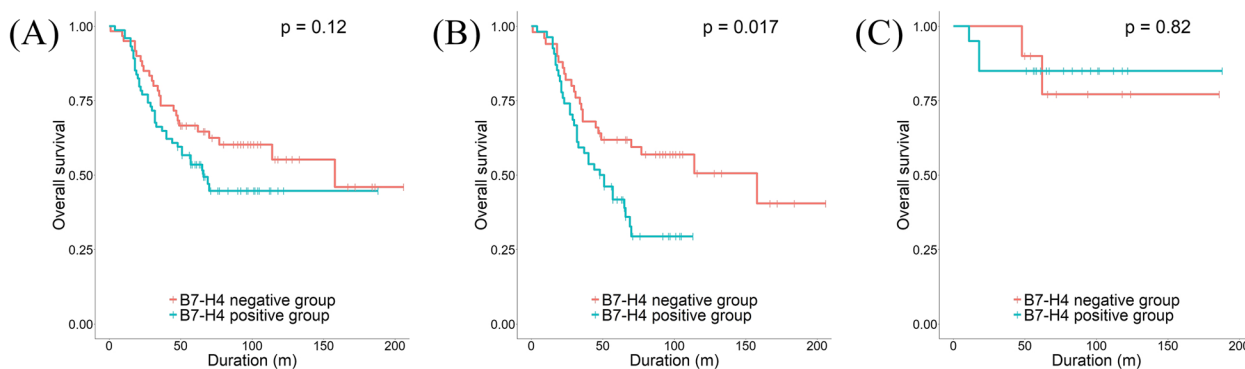 (A)
p = 0.12
Overall survival
1.00
0.75
0.50
0.25
0.00
B7-H4 negative group
B7-H4 positive group
0 50 100 150 200
Duration (m)
(B)
p = 0.017
Overall survival
1.00
0.75
0.50
0.25
0.00
B7-H4 negative group
B7-H4 positive group
0 50 100 150 200
Duration (m)
(C)
p = 0.82
Overall survival
1.00
0.75
0.50
0.25
0.00
B7-H4 negative group
B7-H4 positive group
0 50 100 150 200
Duration (m)